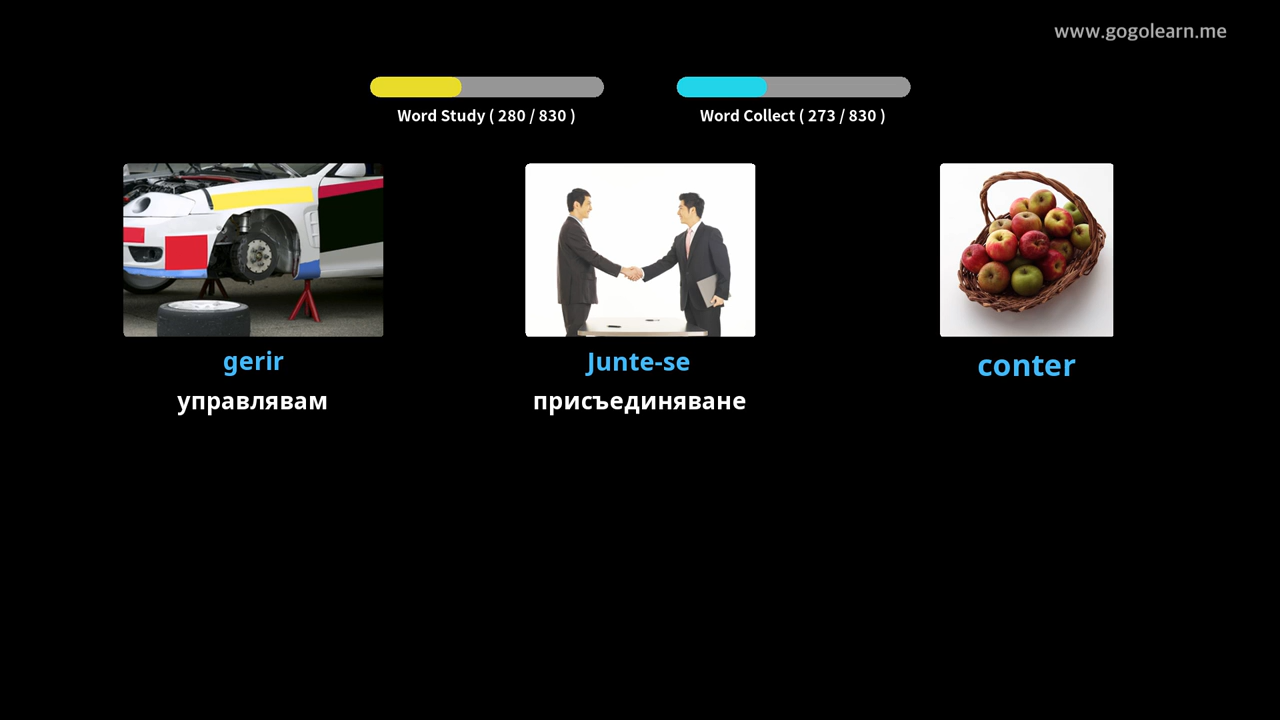 www.gogolearn.me
Word Study ( 280 / 830 )
Word Collect ( 273 / 830 )
gerir
управлявам
Junte-se
присъединяване
conter